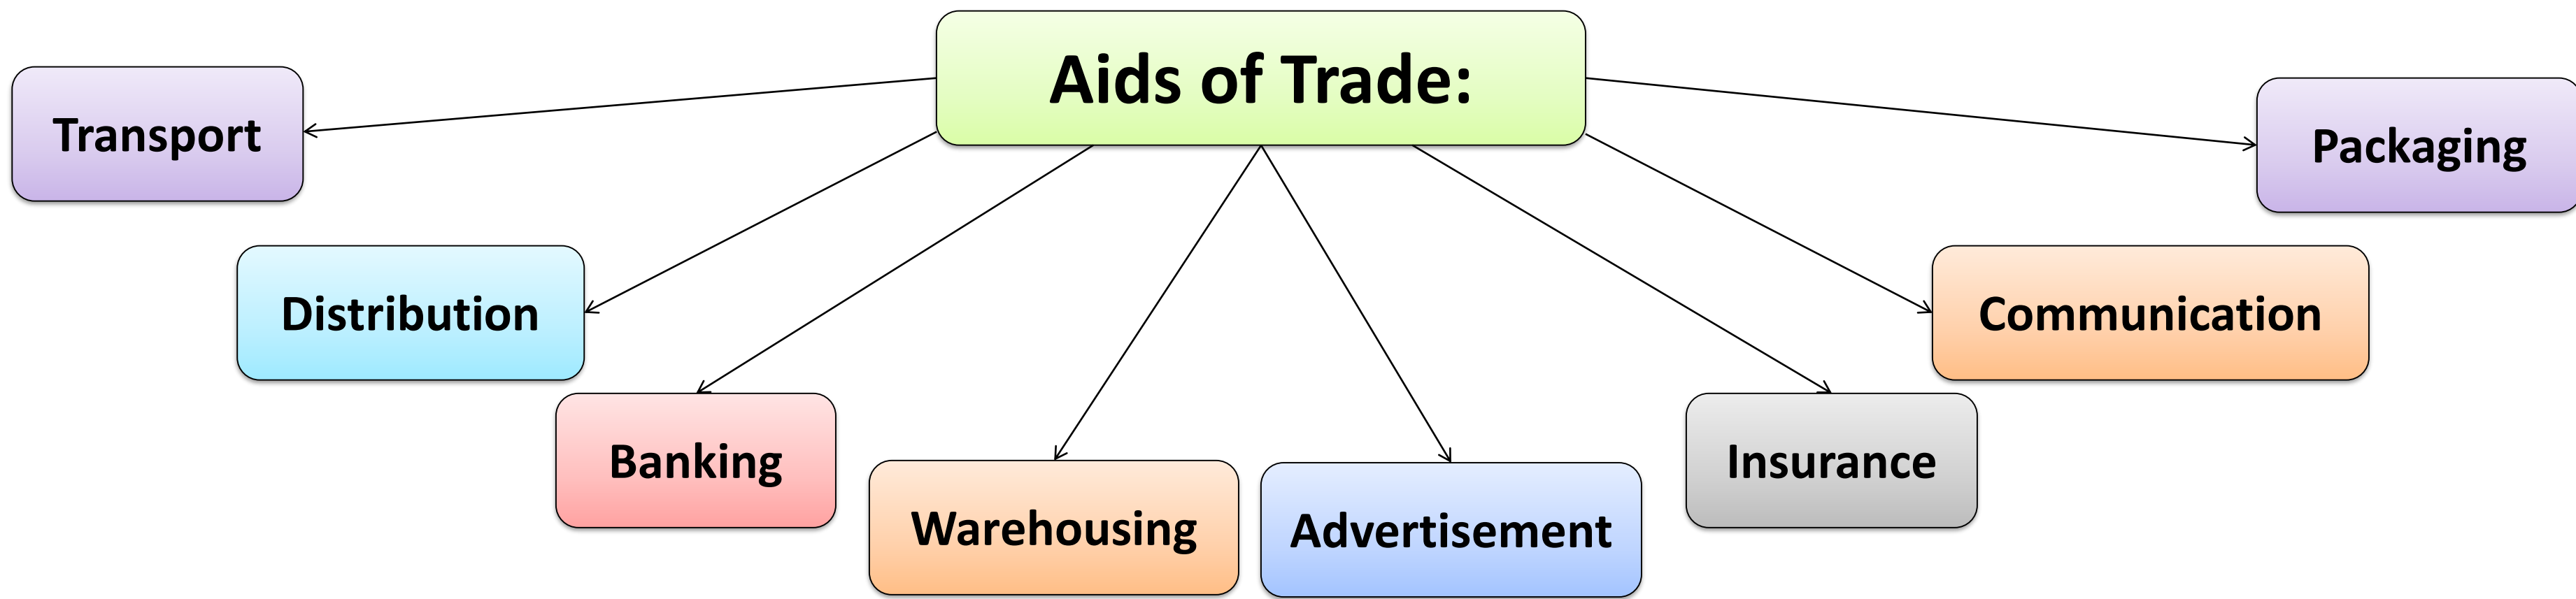 Aids of Trade:
Transport
Packaging
Distribution
Communication
Banking
Insurance
Warehousing
Advertisement